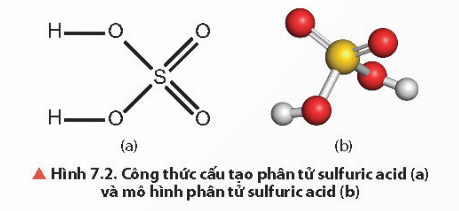 H O O
S
H O O
(a) (b)
▲ Hình 7.2. Công thức cấu tạo phân tử sulfuric acid (a)
và mô hình phân tử sulfuric acid (b)